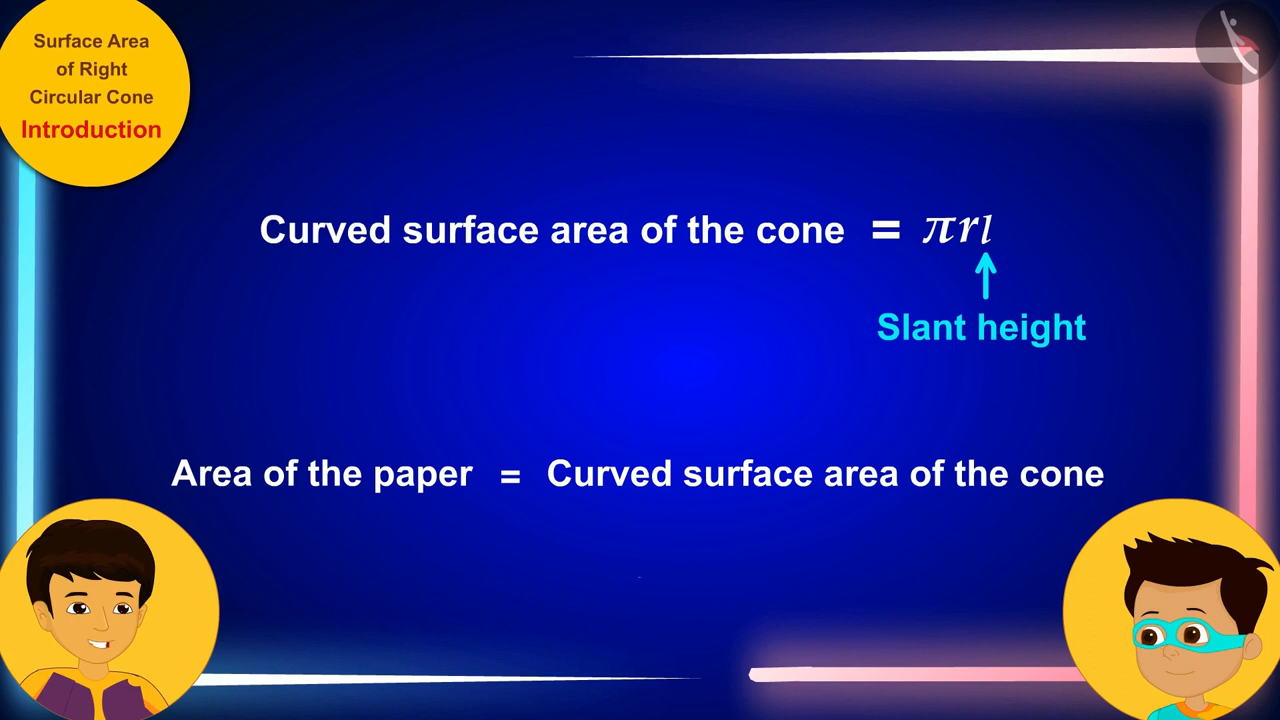 Surface Area
of Right
Circular Cone
Introduction
Curved surface area of the cone = πrl
Slant height
Area of the paper = Curved surface area of the cone